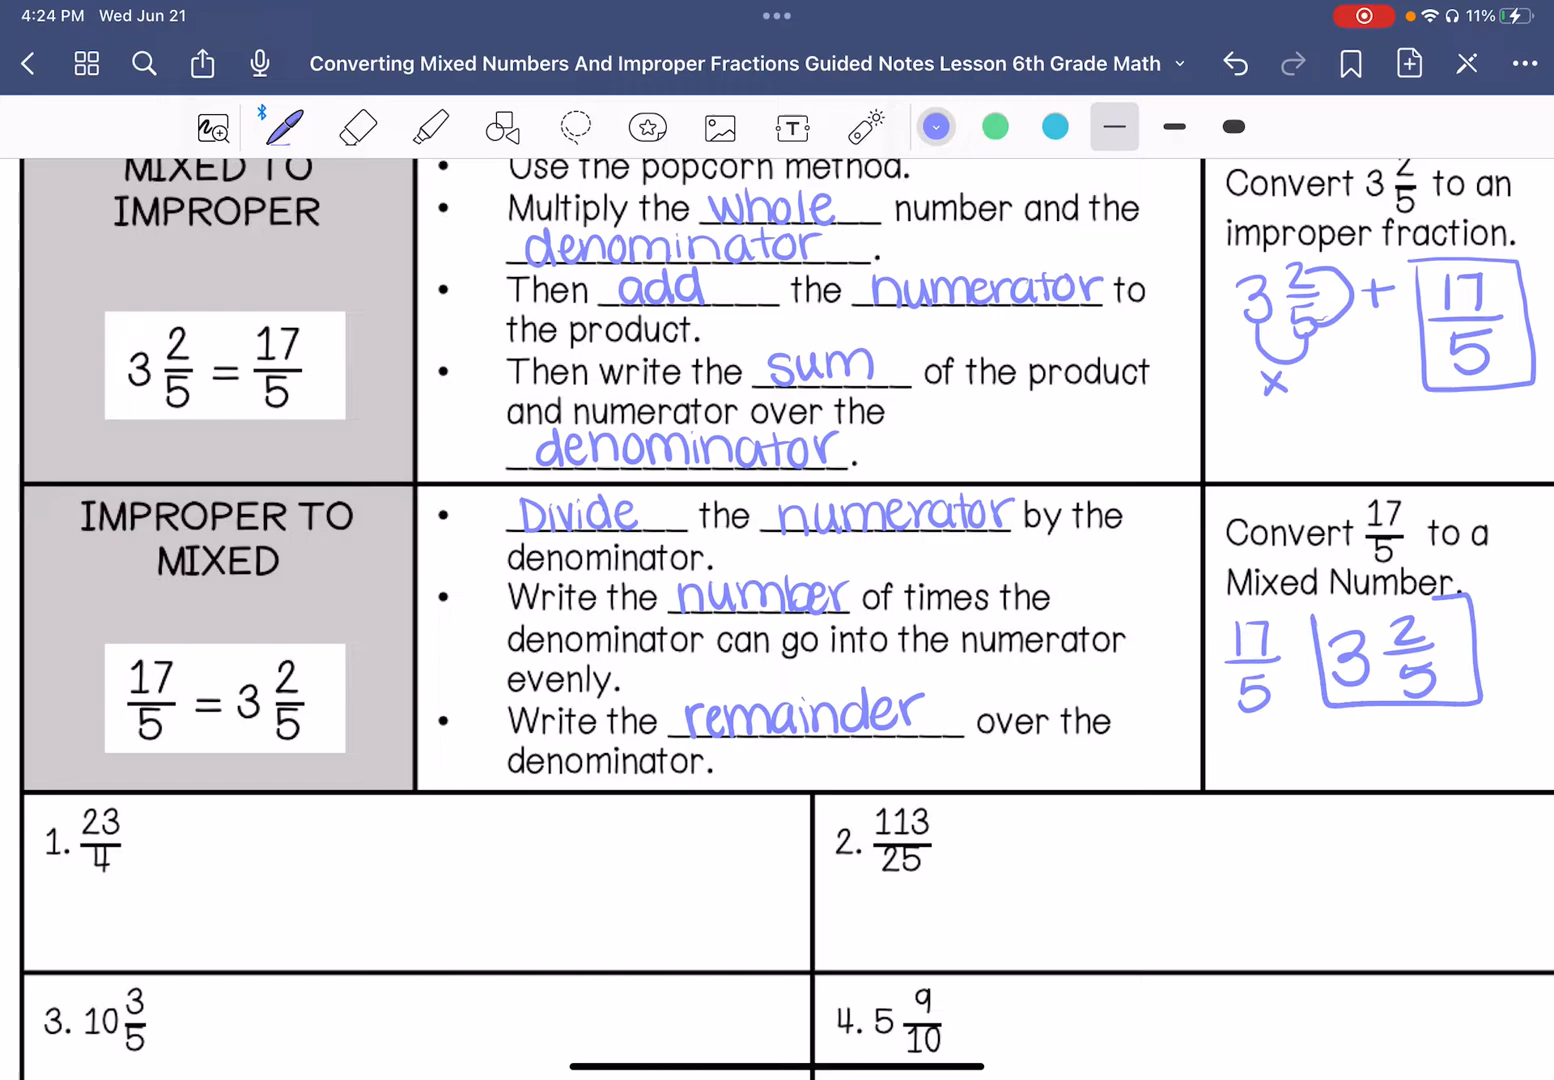 4:24 PM Wed Jun 21
11%
Converting Mixed Numbers And Improper Fractions Guided Notes Lesson 6th Grade Math
T
MIXED TO
IMPROPER
3 2/5 = 17/5
• Use the popcorn method.
• Multiply the whole number and the
denominator.
• Then add the numerator to
the product.
• Then write the sum of the product
and numerator over the
denominator.
Convert 3 2/5 to an
improper fraction.
3 2/5 + 17/5
x
IMPROPER TO
MIXED
17/5 = 3 2/5
• Divide the numerator by the
denominator.
• Write the number of times the
denominator can go into the numerator
evenly.
• Write the remainder over the
denominator.
Convert 17/5 to a
Mixed Number.
17/5 3 2/5
1. 23/4
2. 113/25
3. 10 3/5
4. 5 9/10